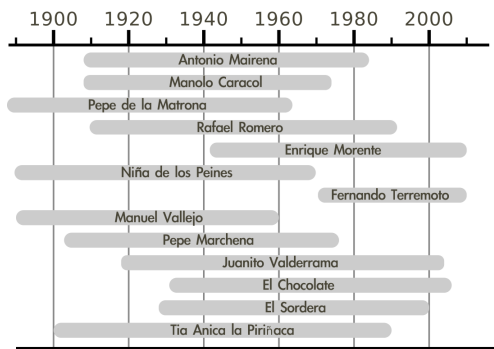 1900 1920 1940 1960 1980 2000
Antonio Mairena
Manolo Caracol
Pepe de la Matrona
Rafael Romero
Enrique Morente
Niña de los Peines
Fernando Terremoto
Manuel Vallejo
Pepe Marchena
Juanito Valderrama
El Chocolate
El Sordera
Tia Anica la Piriñaca